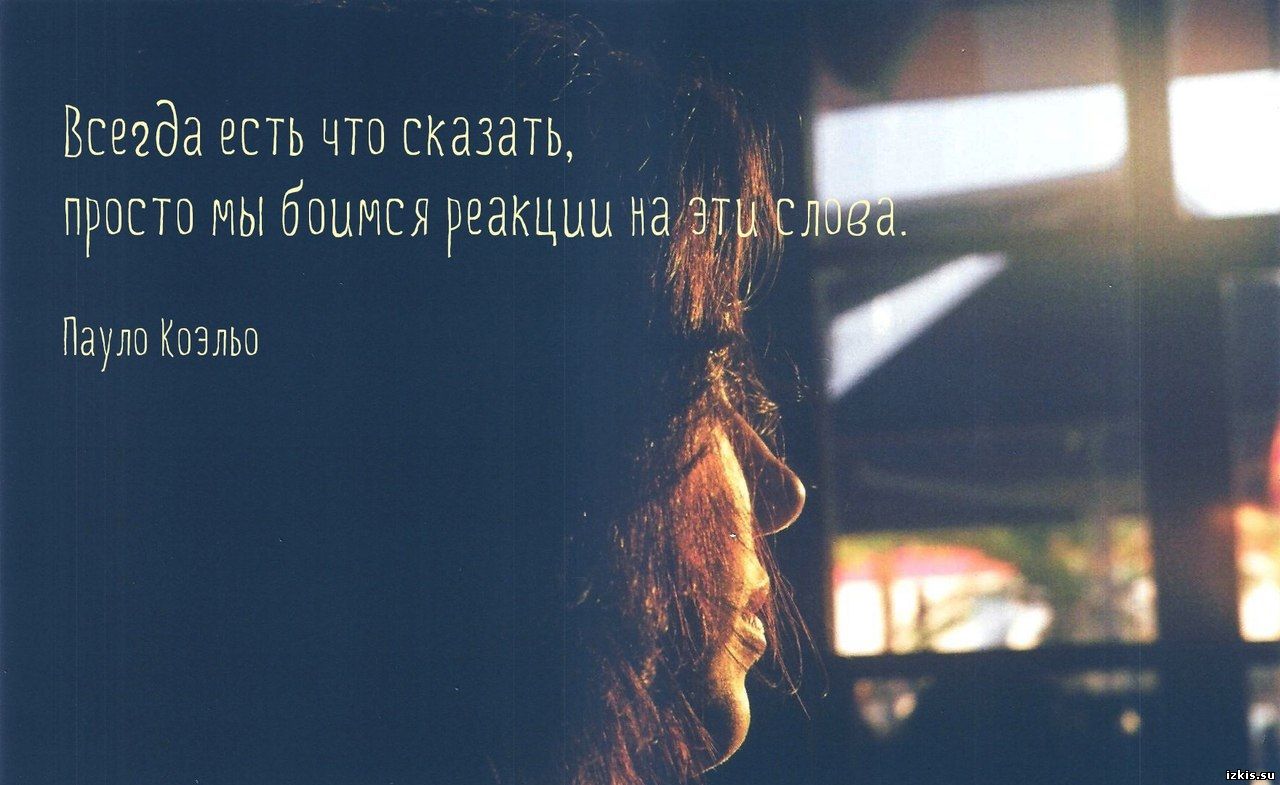 Всегда есть что сказать,
просто мы боимся реакции на эти слова.
Пауло Коэльо
izkis.su